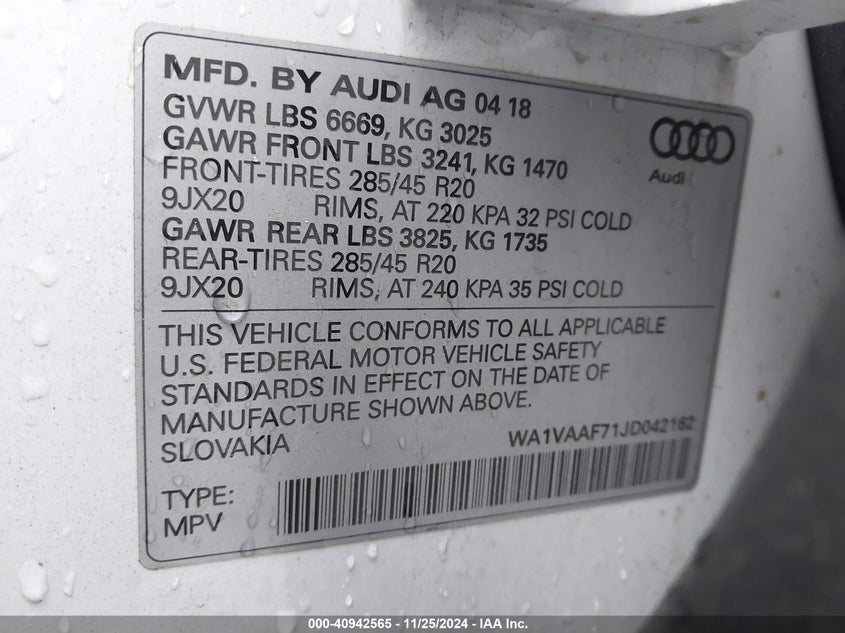 MFD. BY AUDI AG 04 18
GVWR LBS 6669, KG 3025
GAWR FRONT LBS 3241, KG 1470
FRONT-TIRES 285/45 R20
9JX20 RIMS, AT 220 KPA 32 PSI COLD
GAWR REAR LBS 3825, KG 1735
REAR-TIRES 285/45 R20
9JX20 RIMS, AT 240 KPA 35 PSI COLD
Audi
THIS VEHICLE CONFORMS TO ALL APPLICABLE
U.S. FEDERAL MOTOR VEHICLE SAFETY
STANDARDS IN EFFECT ON THE DATE OF
MANUFACTURE SHOWN ABOVE.
SLOVAKIA WA1VAAF71JD042162
TYPE:
MPV
000-40942565 - 11/25/2024 - IAA Inc.